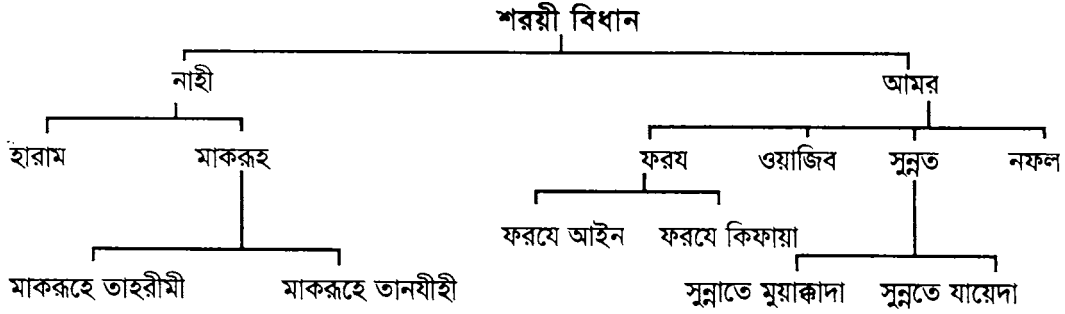 শরয়ী বিধান
নাহী আমর
হারাম মাকরূহ ফরয ওয়াজিব সুন্নত নফল
ফরযে আইন ফরযে কিফায়া
মাকরূহে তাহরীমী মাকরূহে তানযীহী সুন্নাতে মুয়াক্কাদা সুন্নতে যায়েদা